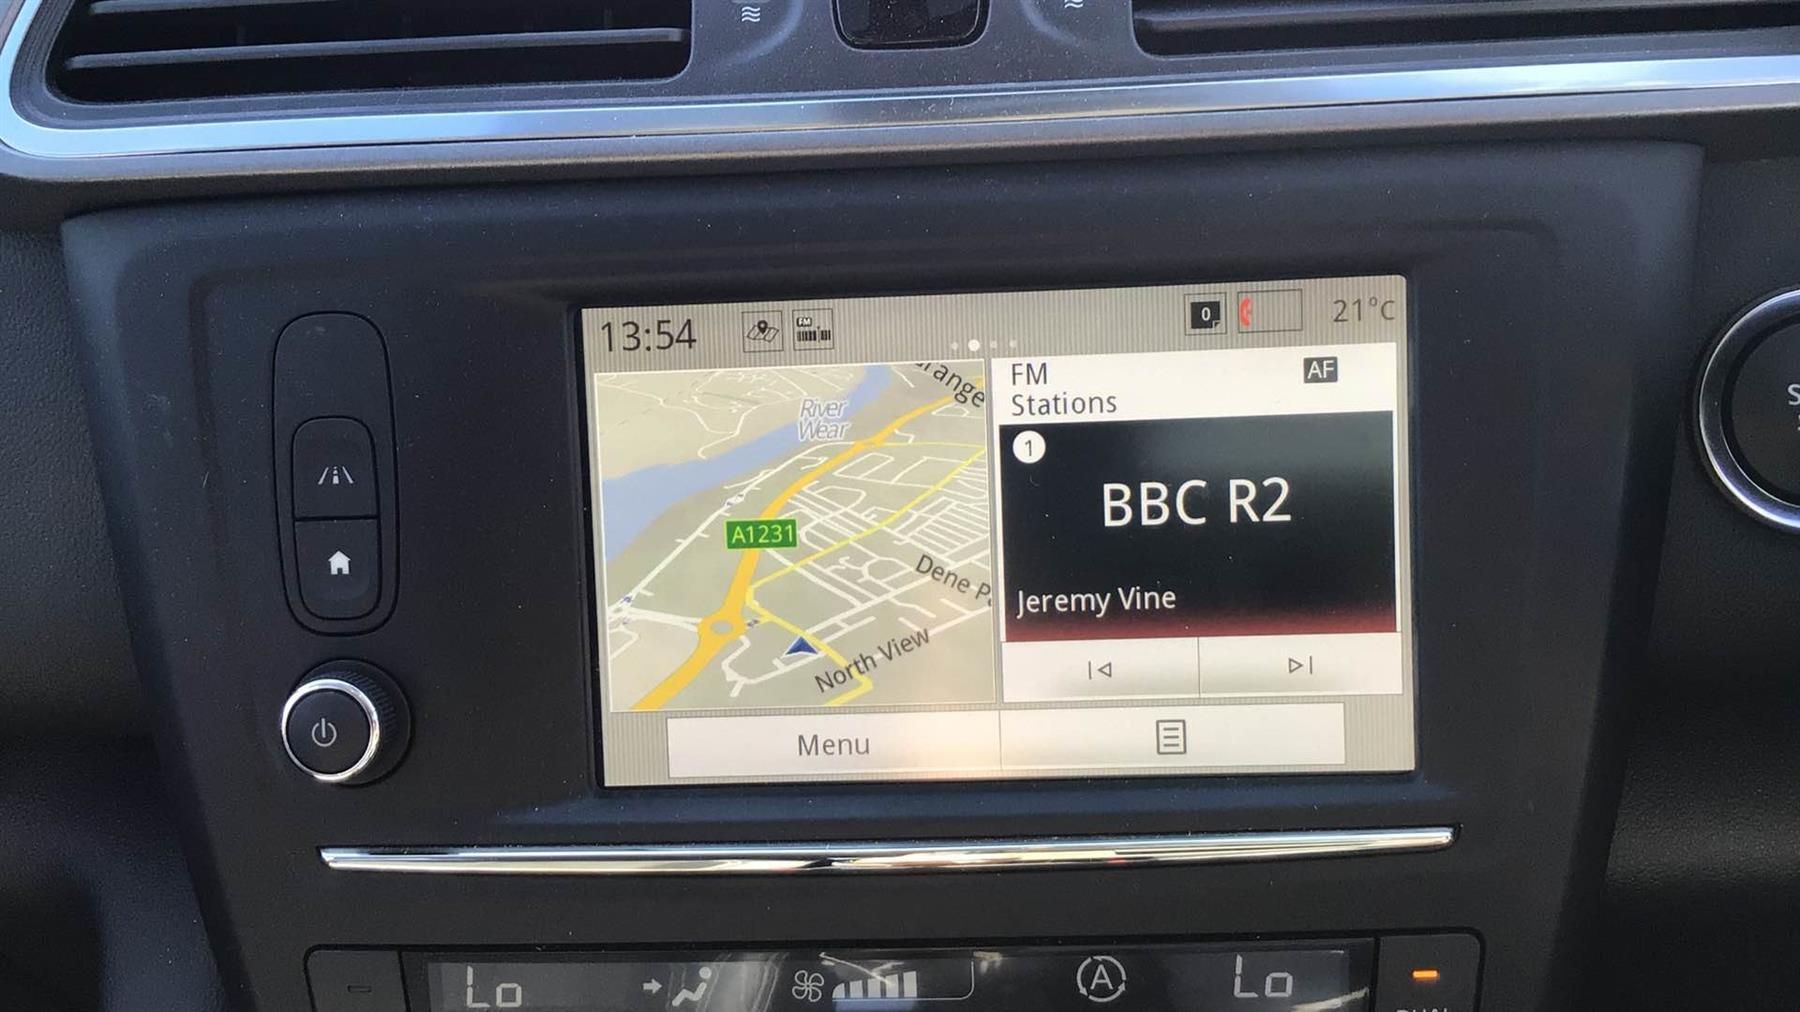 13:54
FM
0
21°C
River
Wear
A1231
North View
FM
AF
Stations
1
BBC R2
Jeremy Vine
Menu
Lo
A
Lo